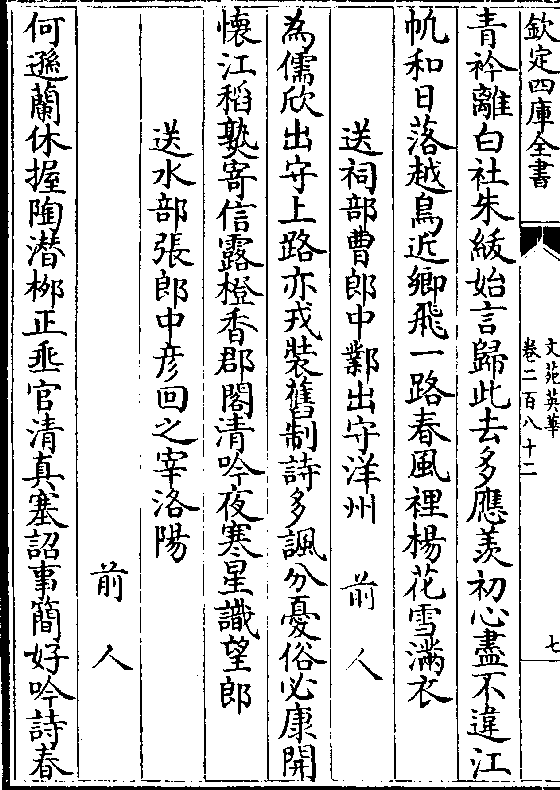 欽定四庫全書
文苑英華
卷二百八十二
七
青衿離白社朱綬始言歸此去多應羨初心盡不違江
帆和日落越鳥近鄉飛一路春風裡楊花雪滿衣
送祠部曹郎中鄴出守洋州 前人
為儒欣出守上路亦戎裝舊制詩多諷分憂俗必康開
懷江稻熟寄信露橙香郡閣清吟夜寒星識望郎
送水部張郎中彦回之宰洛陽
前人
何遜蘭休握陶潛栁正垂官清真塞詔事簡好吟詩春